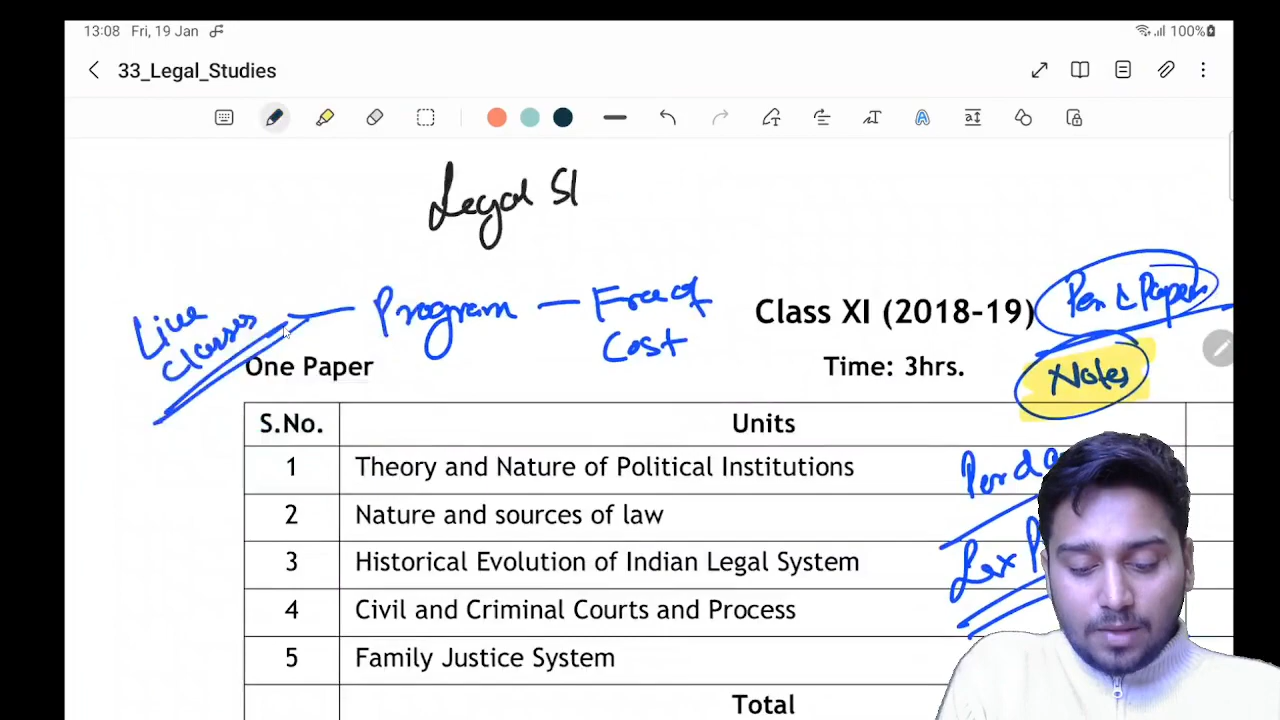 13:08 Fri, 19 Jan 100%
33_Legal_Studies
Legal St
Live Classes — Program — Free of Cost
Class XI (2018-19)
Pen & Paper
One Paper
Time: 3hrs.
Notes
S.No. Units
1 Theory and Nature of Political Institutions
2 Nature and sources of law
3 Historical Evolution of Indian Legal System
4 Civil and Criminal Courts and Process
5 Family Justice System
Total